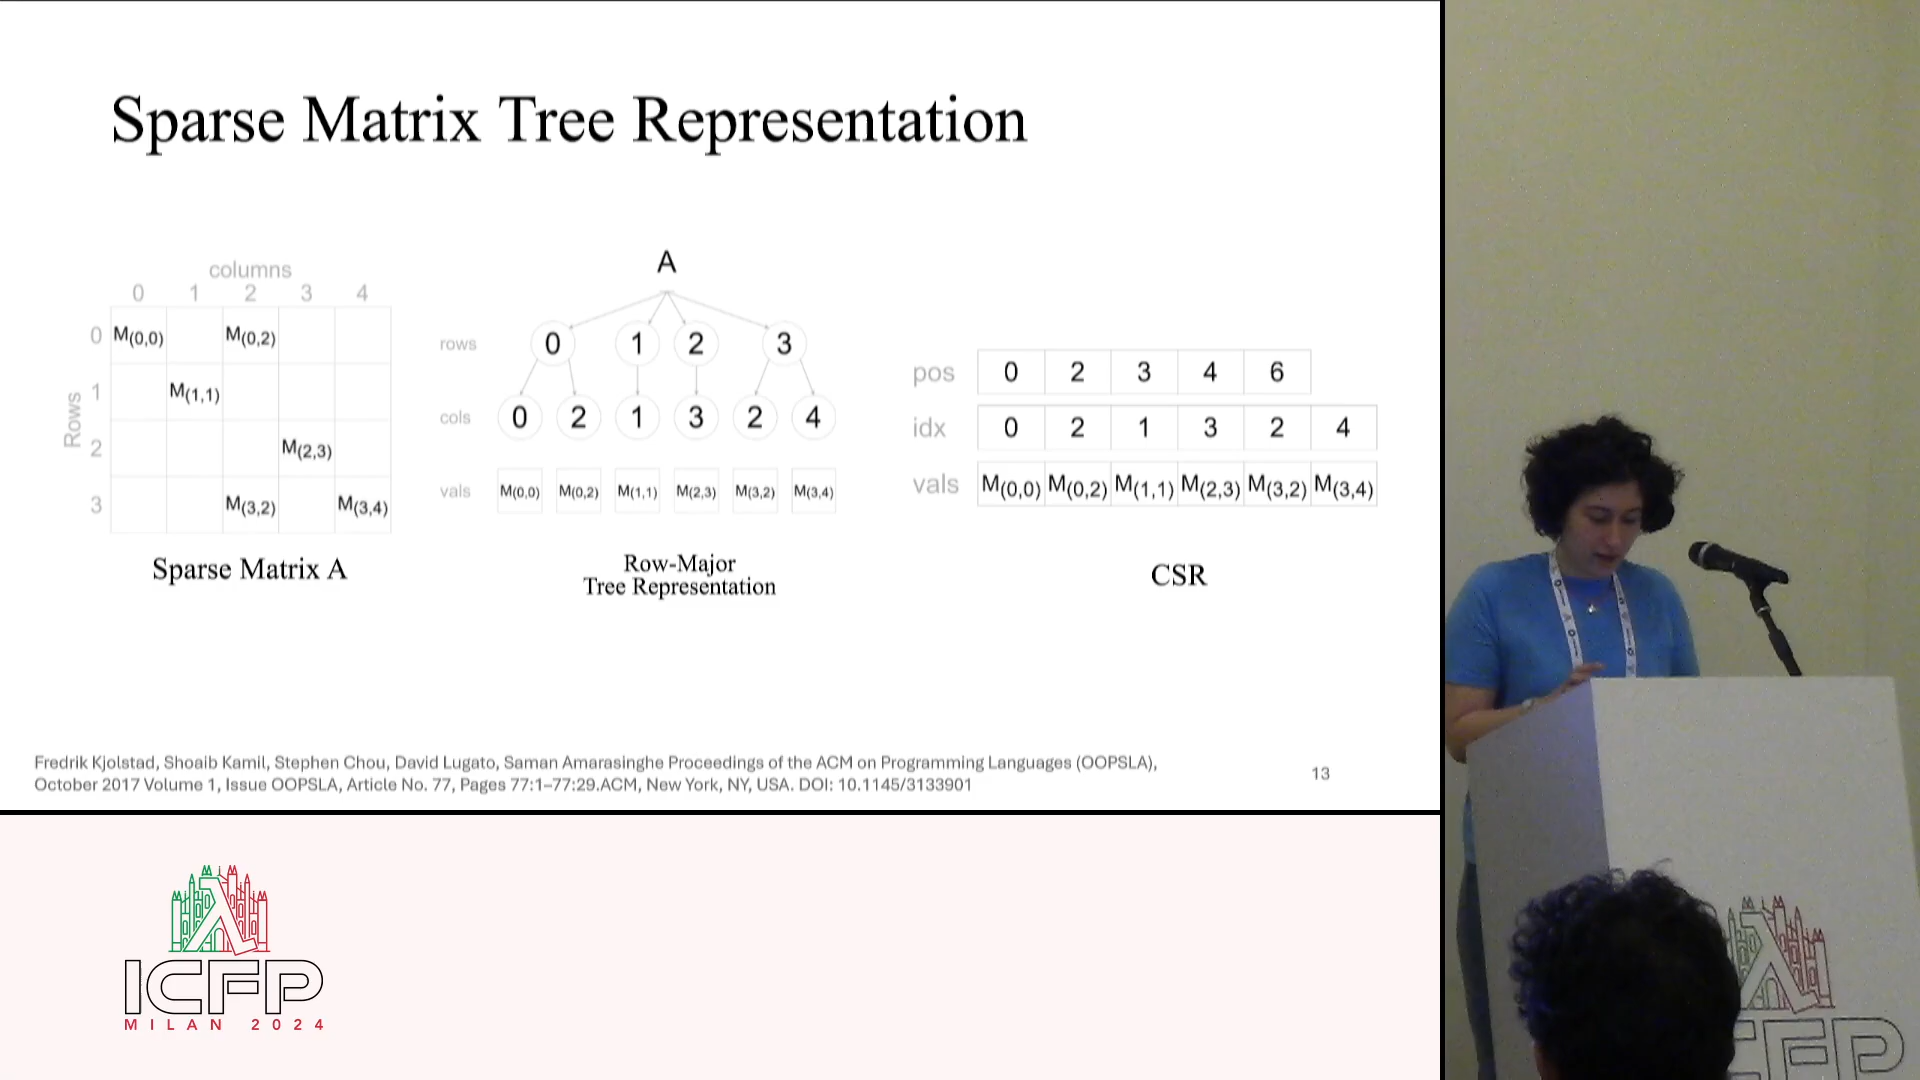 Sparse Matrix Tree Representation
columns
0 1 2 3 4
Rows
0 M(0,0) M(0,2)
1 M(1,1)
2 M(2,3)
3 M(3,2) M(3,4)
Sparse Matrix A
A
rows 0 1 2 3
cols 0 2 1 3 2 4
vals M(0,0) M(0,2) M(1,1) M(2,3) M(3,2) M(3,4)
Row-Major
Tree Representation
pos 0 2 3 4 6
idx 0 2 1 3 2 4
vals M(0,0) M(0,2) M(1,1) M(2,3) M(3,2) M(3,4)
CSR
Fredrik Kjolstad, Shoaib Kamil, Stephen Chou, David Lugato, Saman Amarasinghe Proceedings of the ACM on Programming Languages (OOPSLA),
October 2017 Volume 1, Issue OOPSLA, Article No. 77, Pages 77:1–77:29.ACM, New York, NY, USA. DOI: 10.1145/3133901
13
ICFP
MILAN 2024
CFP